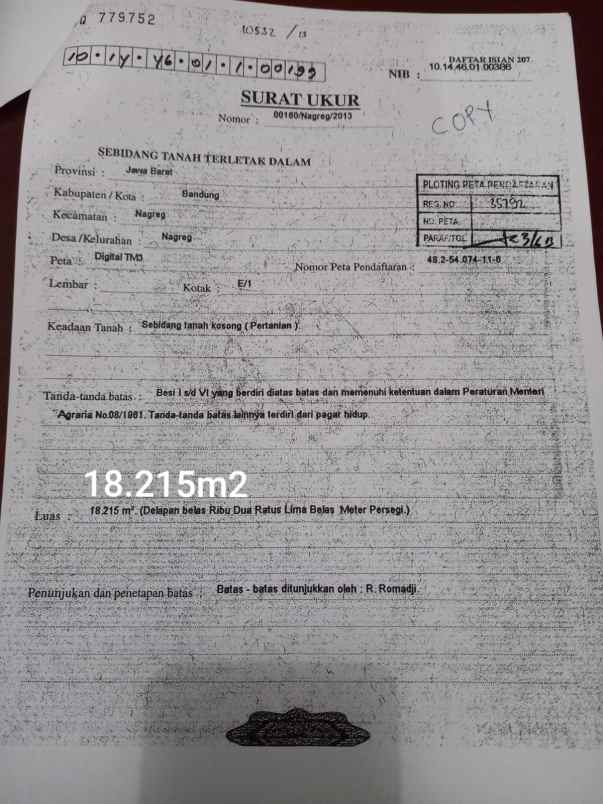 779752
10532 / 13
10.14.46.01.1.00199
DAFTAR ISIAN 207
NIB : 10.14.46.01.00386
SURAT UKUR
Nomor : 00160/Nagreg/2013
COPY
SEBIDANG TANAH TERLETAK DALAM
Provinsi : Jawa Barat
Kabupaten / Kota : Bandung
Kecamatan : Nagreg
Desa /Kelurahan : Nagreg
PLOTING PETA PENDAFTARAN
REG. NO 35792
NO. PETA
PARAF/TGL
Peta : Digital TM3
Nomor Peta Pendaftaran : 48.2-54.074-11-6
Lembar : Kotak : E/1
Keadaan Tanah : Sebidang tanah kosong ( Pertanian ).
Tanda-tanda batas : Besi I s/d VI yang berdiri diatas batas dan memenuhi ketentuan dalam Peraturan Menteri
Agraria No.08/1961. Tanda-tanda batas lainnya terdiri dari pagar hidup.
18.215m2
Luas : 18.215 m². (Delapan belas Ribu Dua Ratus Lima Belas Meter Persegi.)
Penunjukan dan penetapan batas : Batas - batas ditunjukkan oleh : R. Romadji.